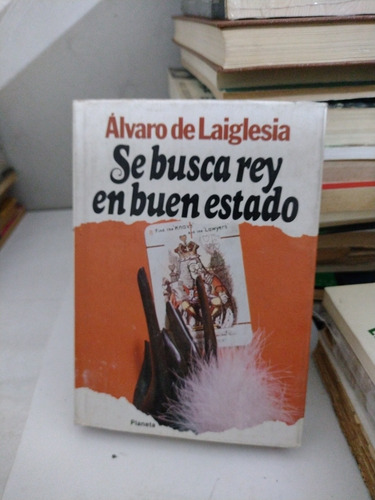 Álvaro de Laiglesia
Se busca rey
en buen estado
Planeta